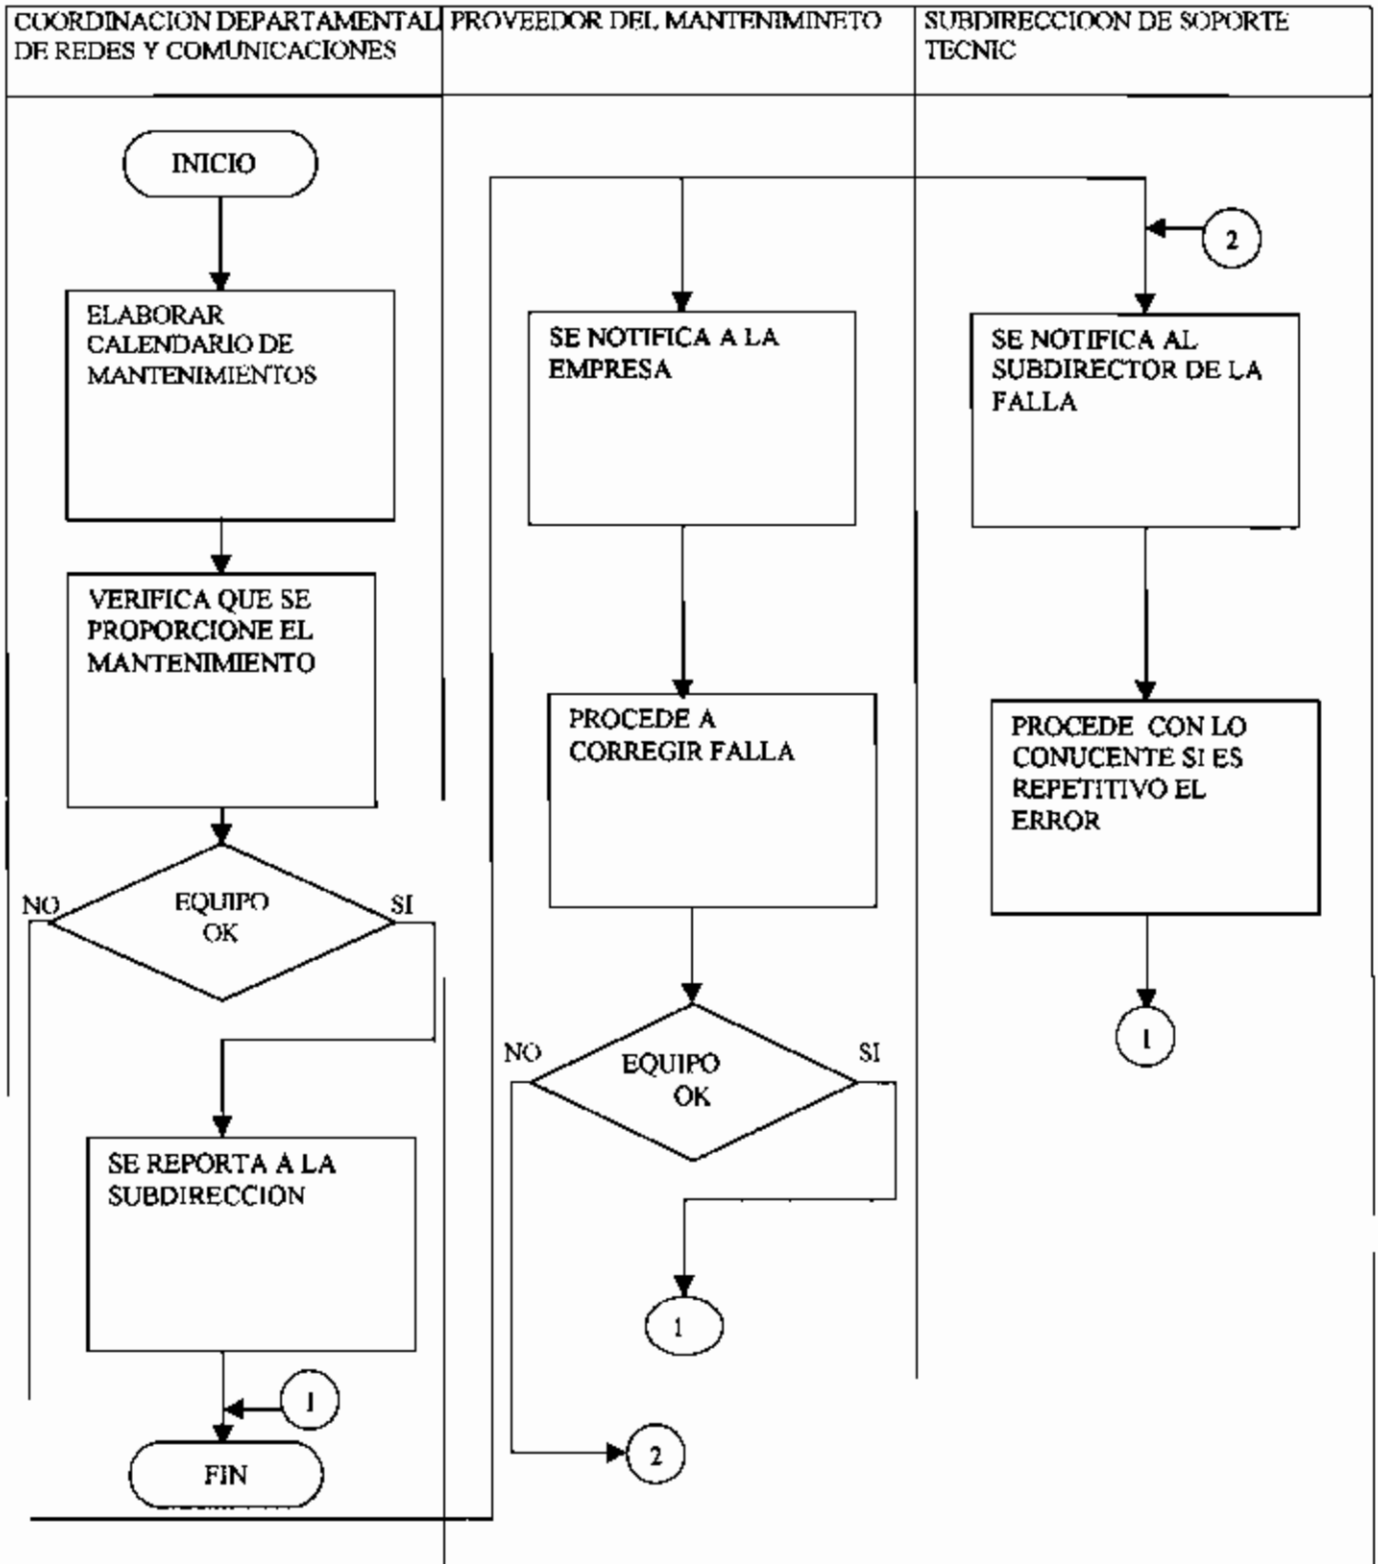 COORDINACION DEPARTAMENTAL
DE REDES Y COMUNICACIONES
PROVEEDOR DEL MANTENIMINETO
SUBDIRECCIOON DE SOPORTE
TECNIC
INICIO
ELABORAR
CALENDARIO DE
MANTENIMIENTOS
VERIFICA QUE SE
PROPORCIONE EL
MANTENIMIENTO
NO
EQUIPO
OK
SI
SE REPORTA A LA
SUBDIRECCION
1
FIN
SE NOTIFICA A LA
EMPRESA
PROCEDE A
CORREGIR FALLA
NO
EQUIPO
OK
SI
1
2
2
SE NOTIFICA AL
SUBDIRECTOR DE LA
FALLA
PROCEDE CON LO
CONUCENTE SI ES
REPETITIVO EL
ERROR
1